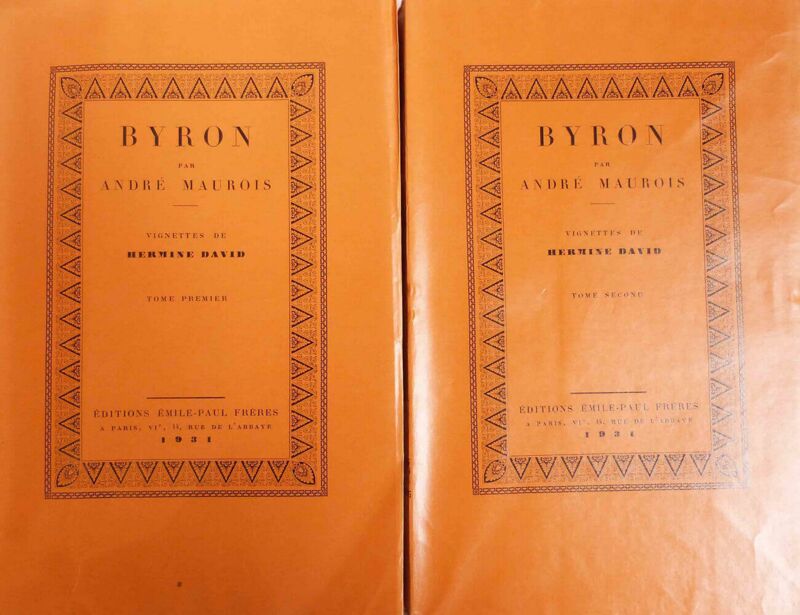 BYRON
PAR
ANDRÉ MAUROIS
VIGNETTES DE
HERMINE DAVID
TOME PREMIER
ÉDITIONS ÉMILE-PAUL FRÈRES
A PARIS, VIe, 14, RUE DE L'ABBAYE
1931
BYRON
PAR
ANDRÉ MAUROIS
VIGNETTES DE
HERMINE DAVID
TOME SECOND
ÉDITIONS ÉMILE-PAUL FRÈRES
A PARIS, VIe, 14, RUE DE L'ABBAYE
1931